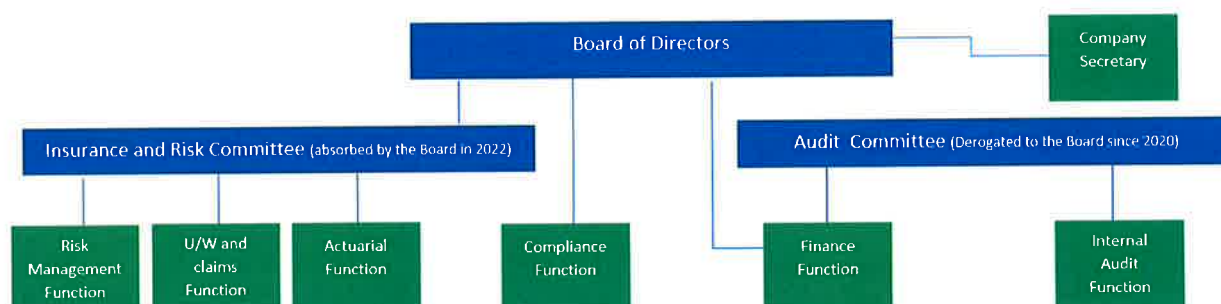 Board of Directors
Company
Secretary
Insurance and Risk Committee (absorbed by the Board in 2022)
Audit Committee (Derogated to the Board since 2020)
Risk
Management
Function
U/W and
claims
Function
Actuarial
Function
Compliance
Function
Finance
Function
Internal
Audit
Function